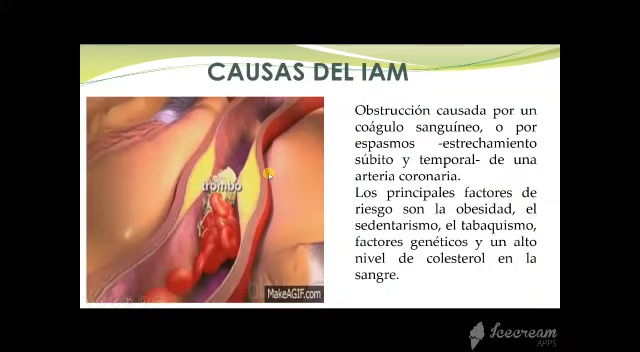 CAUSAS DEL IAM
Obstrucción causada por un
coágulo sanguíneo, o por
espasmos -estrechamiento
súbito y temporal- de una
arteria coronaria.
Los principales factores de
riesgo son la obesidad, el
sedentarismo, el tabaquismo,
factores genéticos y un alto
nivel de colesterol en la
sangre.
trombo
MakeAGIF.com
Icecream
APPS